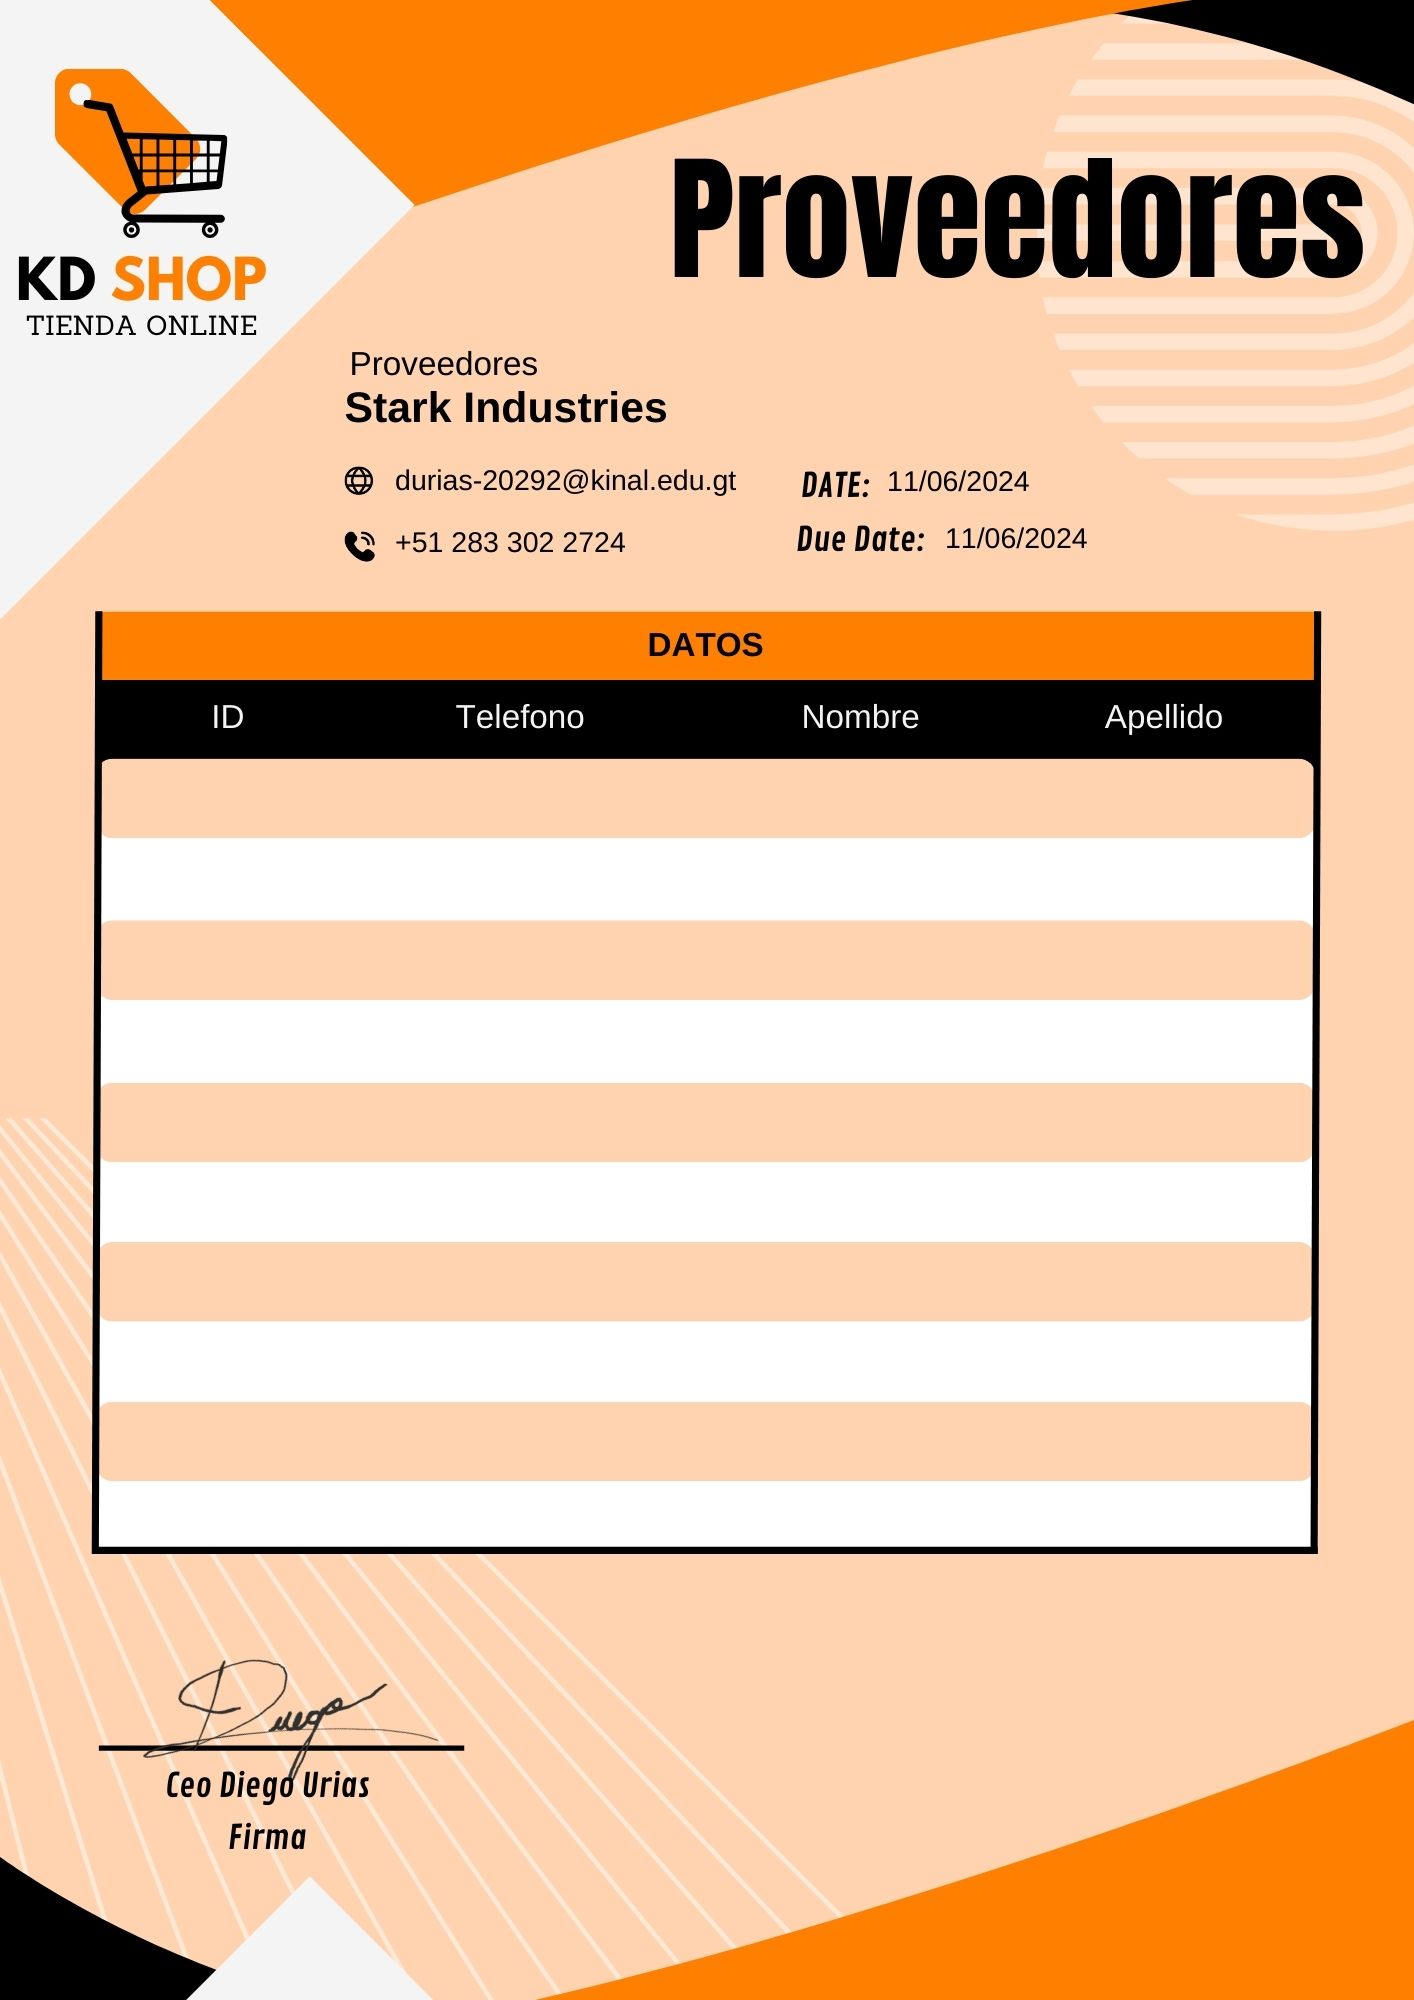 KD SHOP
TIENDA ONLINE
Proveedores
Proveedores
Stark Industries
durias-20292@kinal.edu.gt
DATE: 11/06/2024
+51 283 302 2724
Due Date: 11/06/2024
DATOS
ID Telefono Nombre Apellido
Diego
Ceo Diego Urias
Firma